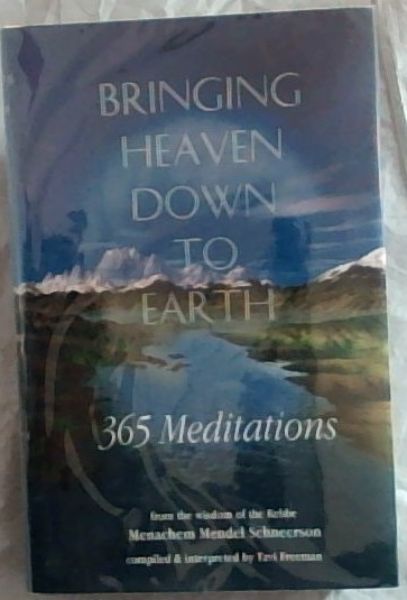 BRINGING
HEAVEN
DOWN
TO
EARTH
365 Meditations
from the wisdom of the Rebbe
Menachem Mendel Schneerson
compiled & interpreted by Tzvi Freeman